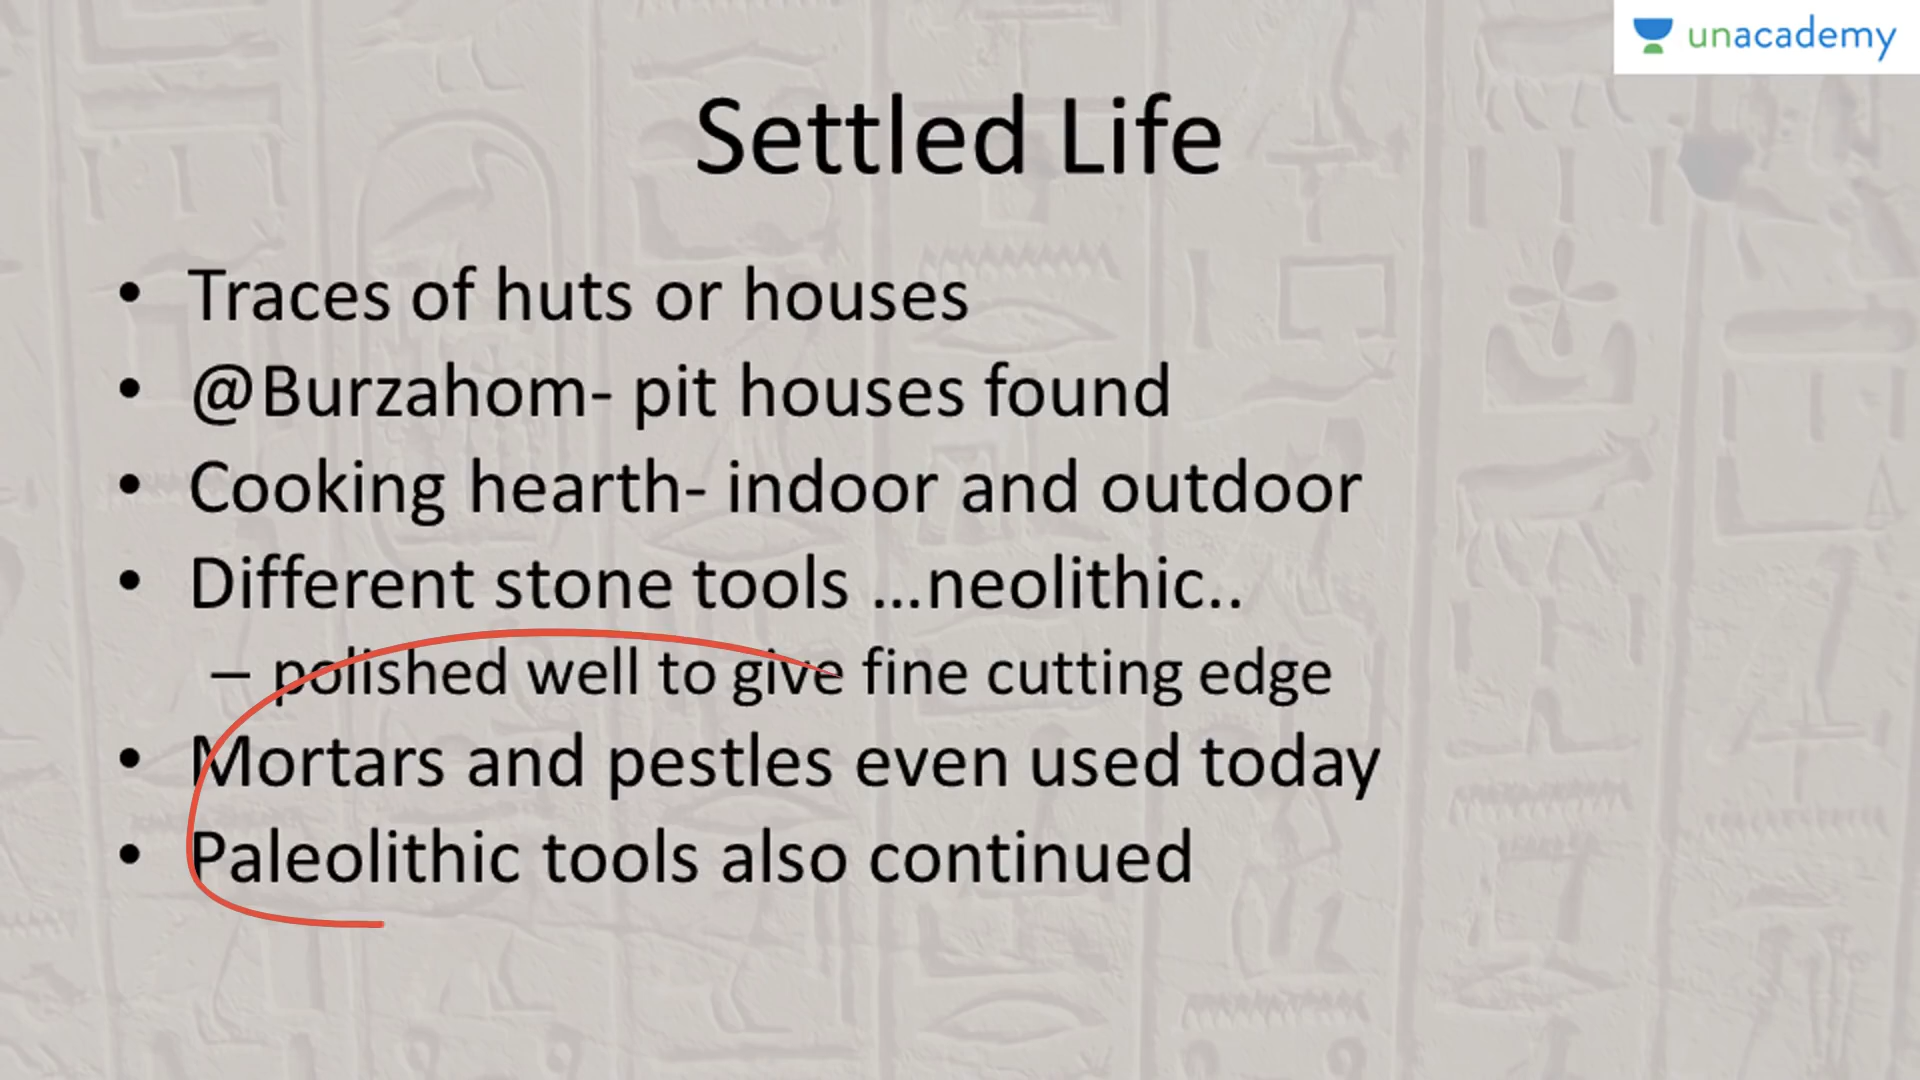 unacademy
Settled Life
• Traces of huts or houses
• @Burzahom- pit houses found
• Cooking hearth- indoor and outdoor
• Different stone tools ...neolithic..
– polished well to give fine cutting edge
• Mortars and pestles even used today
• Paleolithic tools also continued